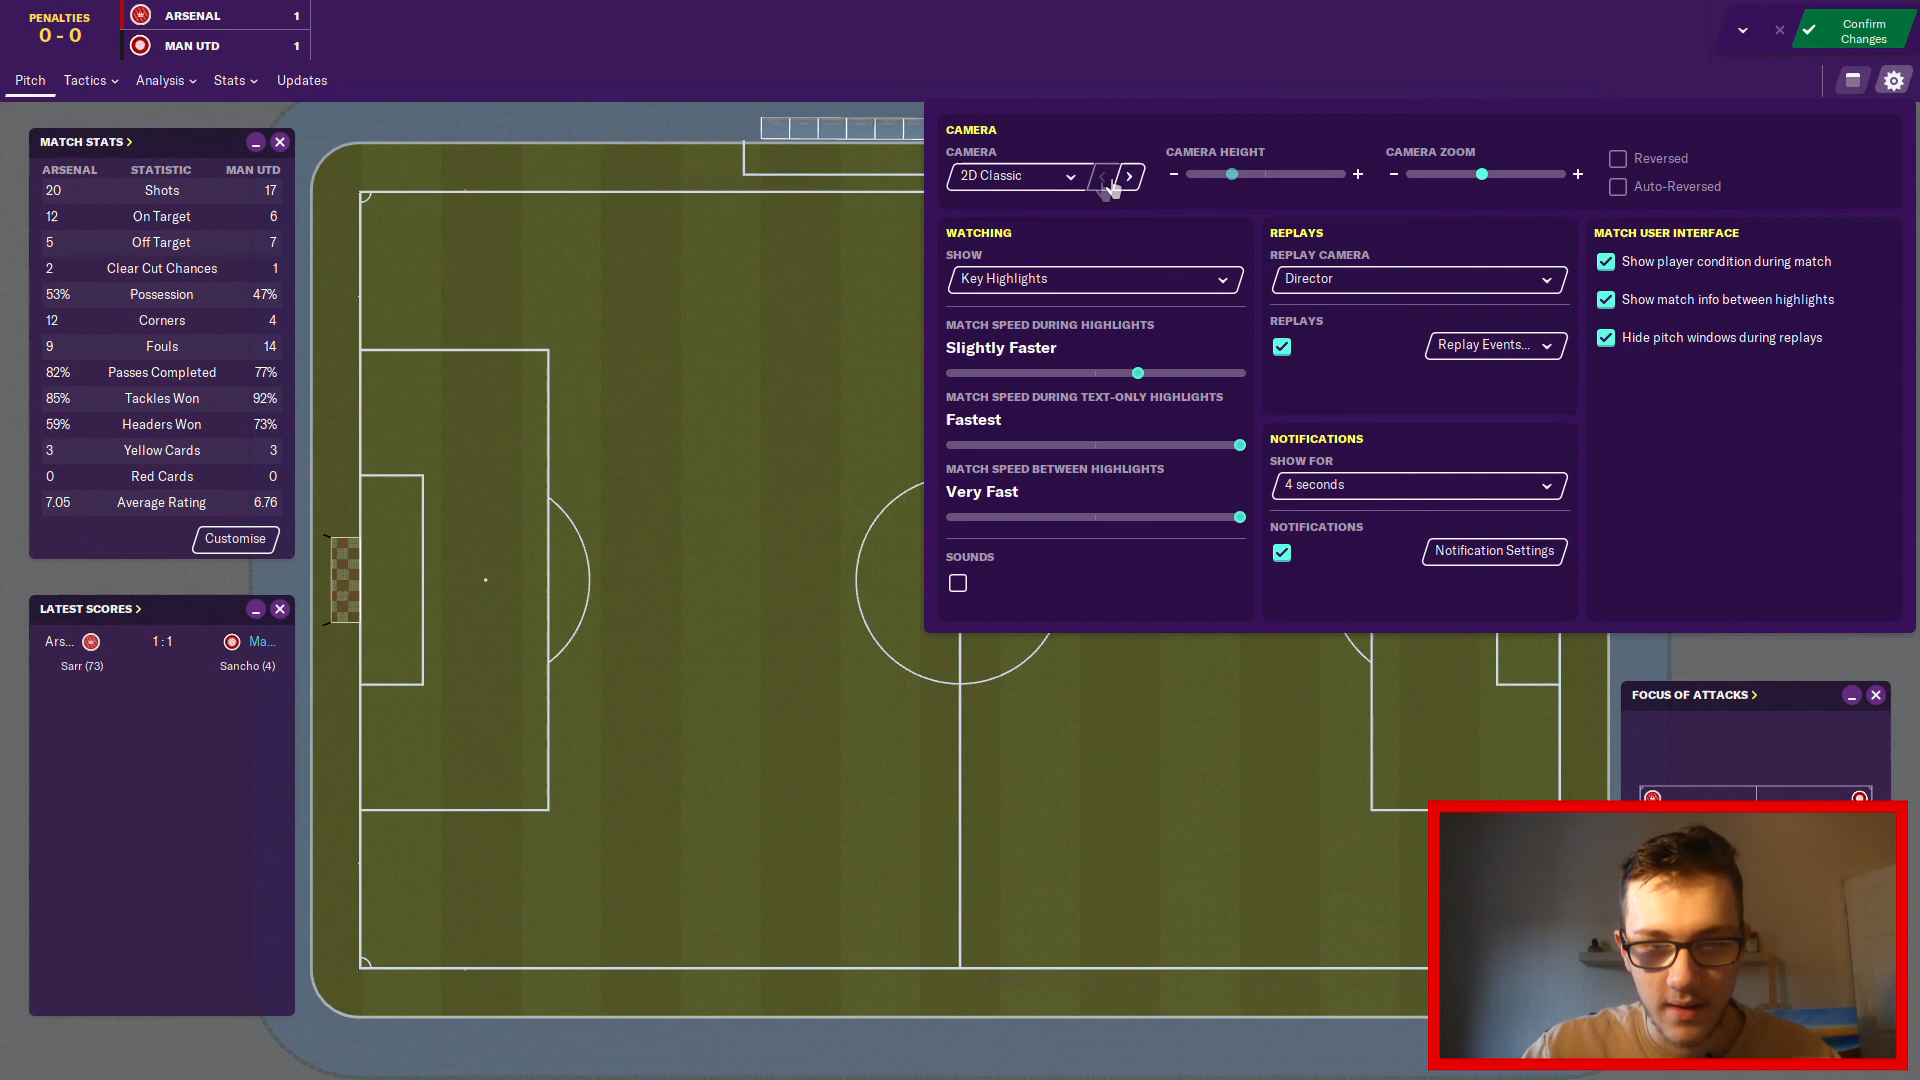 PENALTIES
0 - 0
ARSENAL 1
MAN UTD 1
Confirm
Changes
Pitch Tactics Analysis Stats Updates
MATCH STATS >
ARSENAL STATISTIC MAN UTD
20 Shots 17
12 On Target 6
5 Off Target 7
2 Clear Cut Chances 1
53% Possession 47%
12 Corners 4
9 Fouls 14
82% Passes Completed 77%
85% Tackles Won 92%
59% Headers Won 73%
3 Yellow Cards 3
0 Red Cards 0
7.05 Average Rating 6.76
Customise
LATEST SCORES >
Ars... 1 : 1 Ma...
Sarr (73) Sancho (4)
CAMERA
CAMERA CAMERA HEIGHT CAMERA ZOOM
2D Classic
Reversed
Auto-Reversed
WATCHING
SHOW
Key Highlights
MATCH SPEED DURING HIGHLIGHTS
Slightly Faster
MATCH SPEED DURING TEXT-ONLY HIGHLIGHTS
Fastest
MATCH SPEED BETWEEN HIGHLIGHTS
Very Fast
SOUNDS
REPLAYS
REPLAY CAMERA
Director
REPLAYS
Replay Events...
NOTIFICATIONS
SHOW FOR
4 seconds
NOTIFICATIONS
Notification Settings
MATCH USER INTERFACE
Show player condition during match
Show match info between highlights
Hide pitch windows during replays
FOCUS OF ATTACKS >